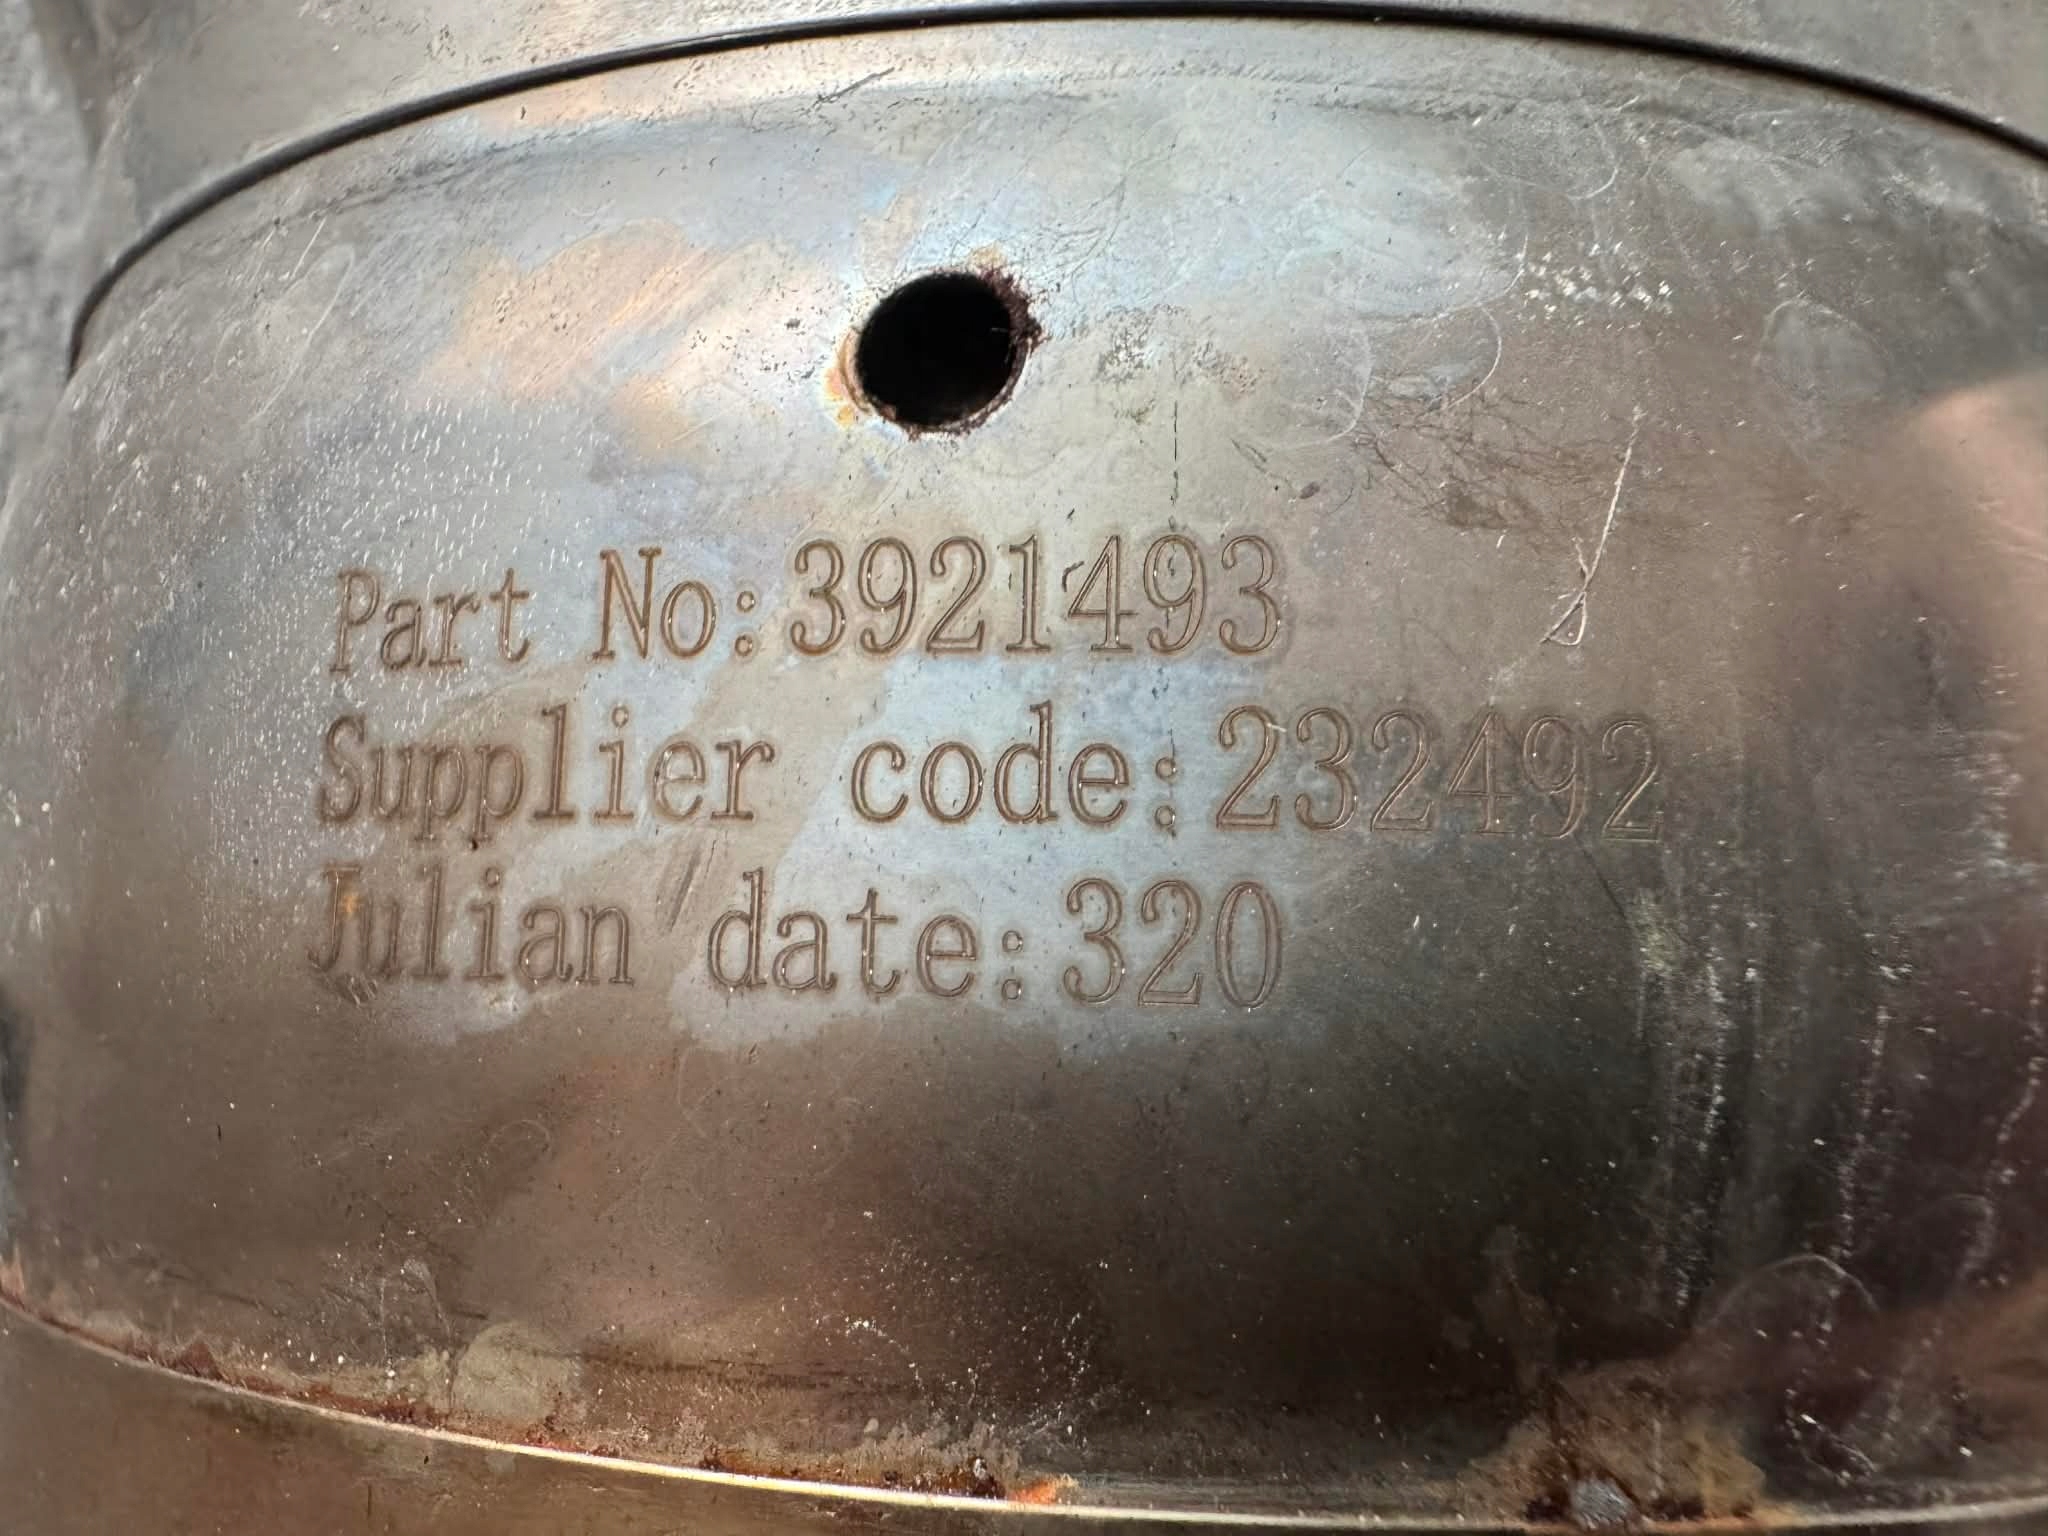 Part No:3921493
Supplier code:232492
Julian date:320